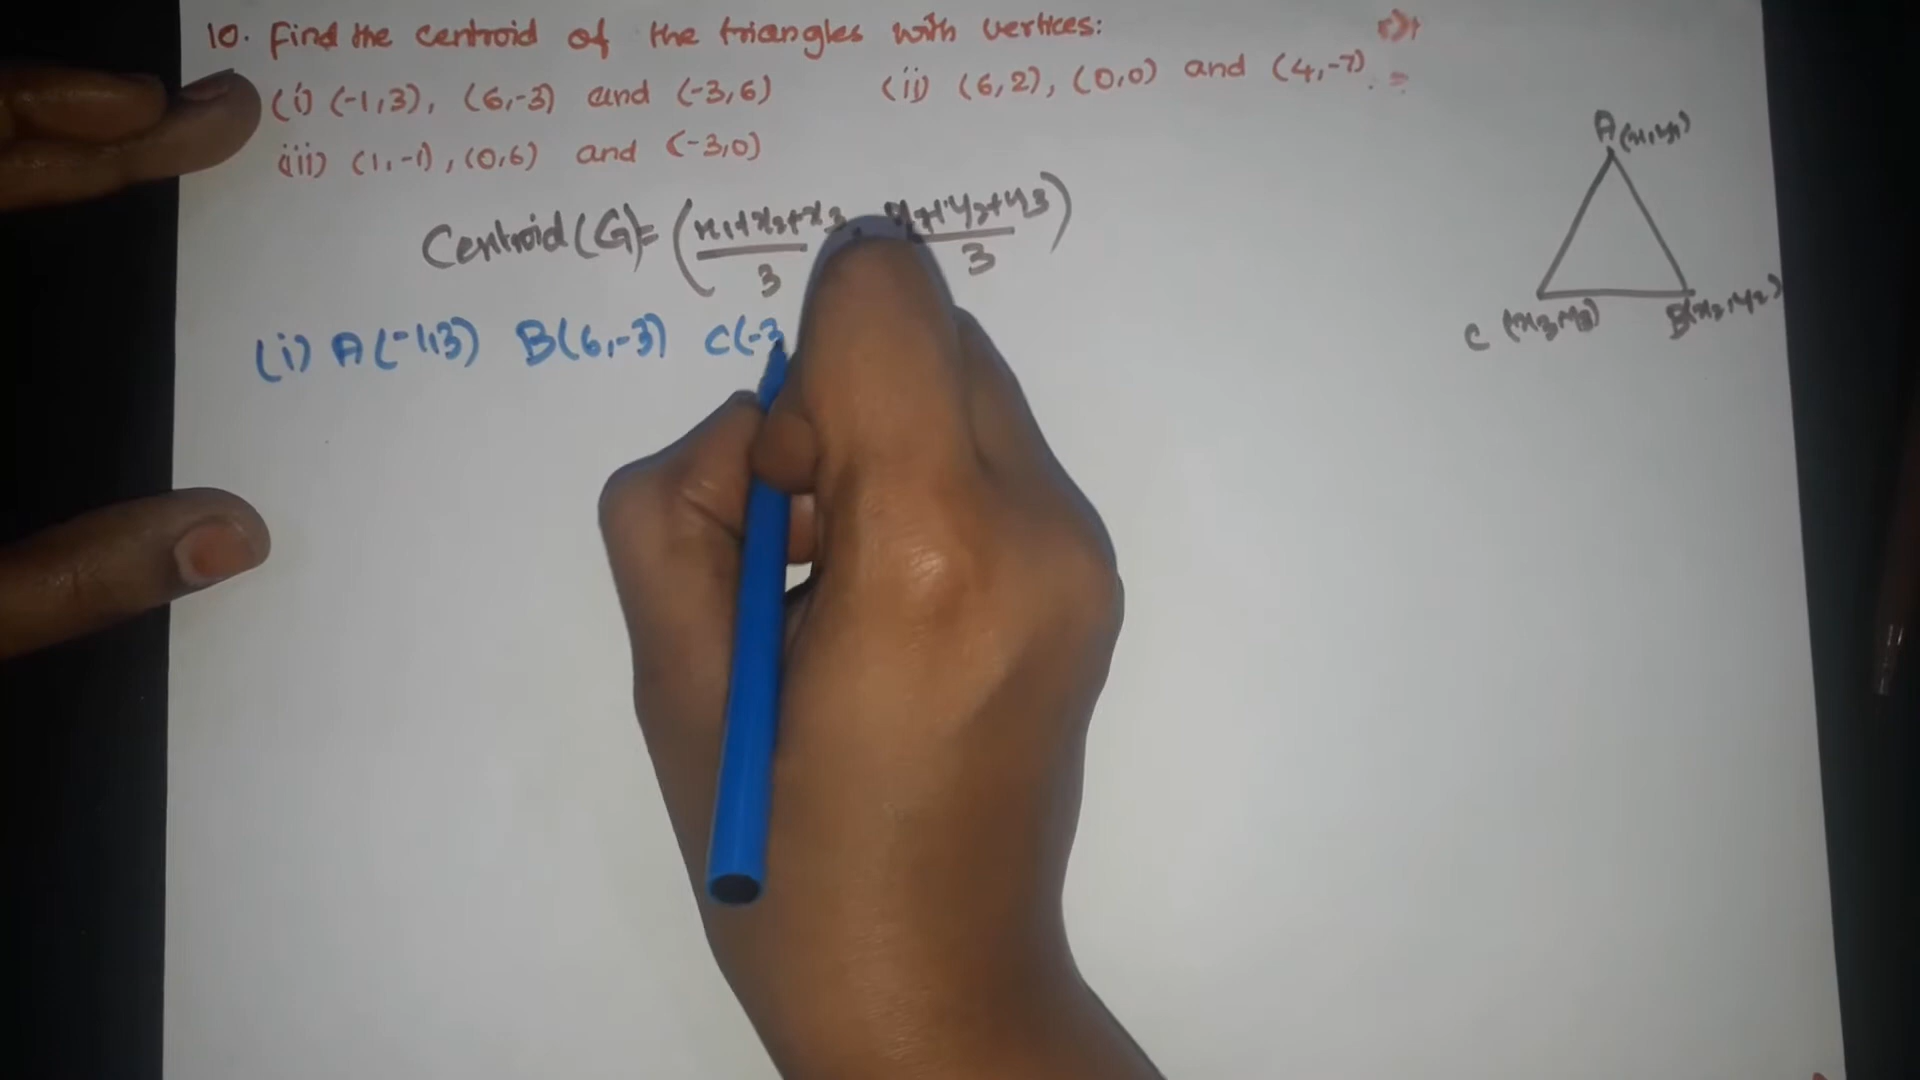 10. Find the centroid of the triangles with vertices:
(i) (-1,3), (6,-3) and (-3,6) (ii) (6,2), (0,0) and (4,-7).
(iii) (1,-1), (0,6) and (-3,0)
A(x1,y1)
Centroid (G) = (x1+x2+x3/3, y1+y2+y3/3)
C (x3,y3) B(x2,y2)
(i) A(-1,3) B(6,-3) C(-3